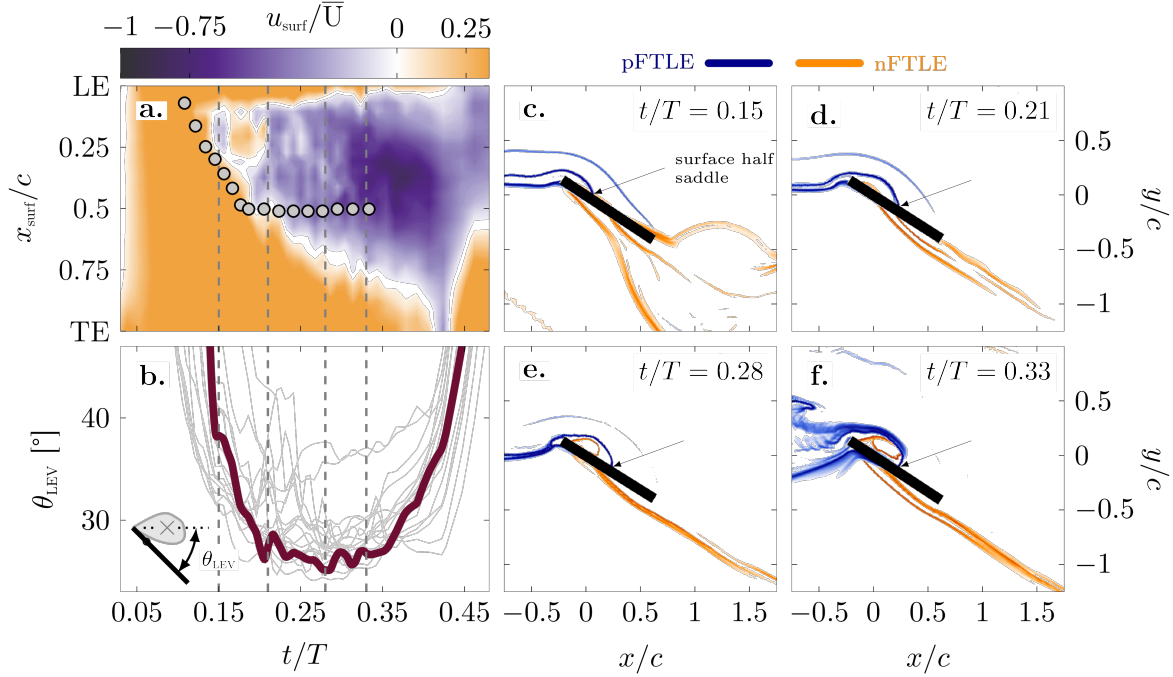 u_surf/U̅
−1 −0.75 0 0.25
pFTLE nFTLE
LE
0.25
0.5
0.75
TE
x_surf/c
a.
c. t/T = 0.15
surface half
saddle
d. t/T = 0.21
0.5
0
−0.5
−1
y/c
b.
40
30
θ_LEV [°]
θ_LEV
0.05 0.15 0.25 0.35 0.45
t/T
e. t/T = 0.28
−0.5 0 0.5 1 1.5
x/c
f. t/T = 0.33
0.5
0
−0.5
−1
y/c
−0.5 0 0.5 1 1.5
x/c